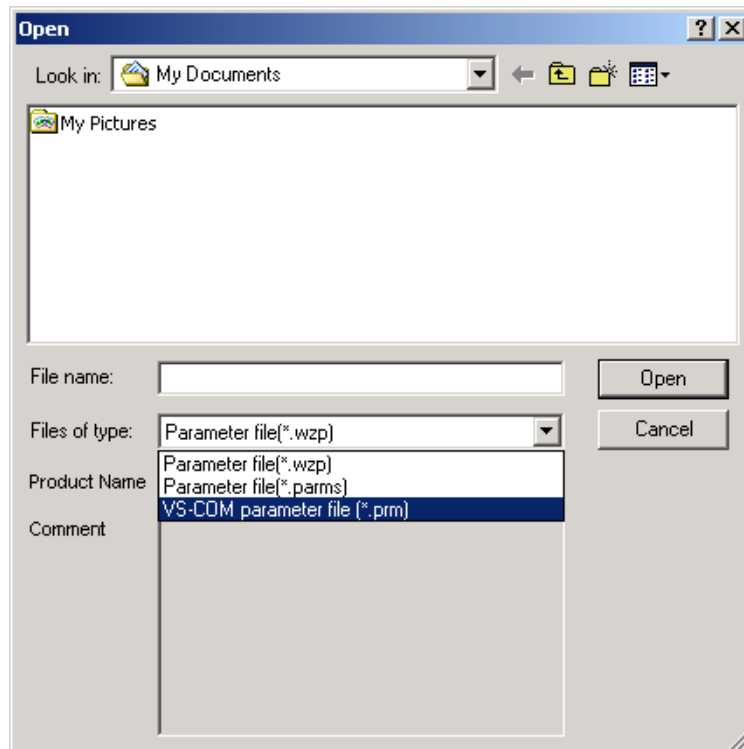 Open
Look in: My Documents
My Pictures
File name:
Open
Files of type: Parameter file(*.wzp)
Cancel
Parameter file(*.wzp)
Product Name
Parameter file(*.parms)
VS-COM parameter file (*.prm)
Comment